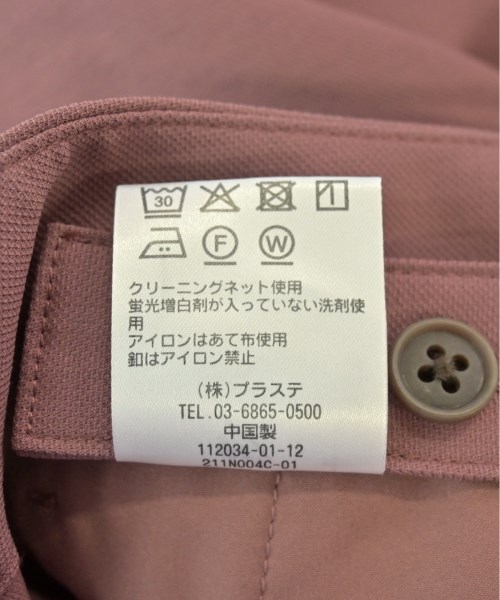 30
F W
クリーニングネット使用
蛍光増白剤が入っていない洗剤使
用
アイロンはあて布使用
釦はアイロン禁止
(株)プラステ
TEL.03-6865-0500
中国製
112034-01-12
211N004C-01